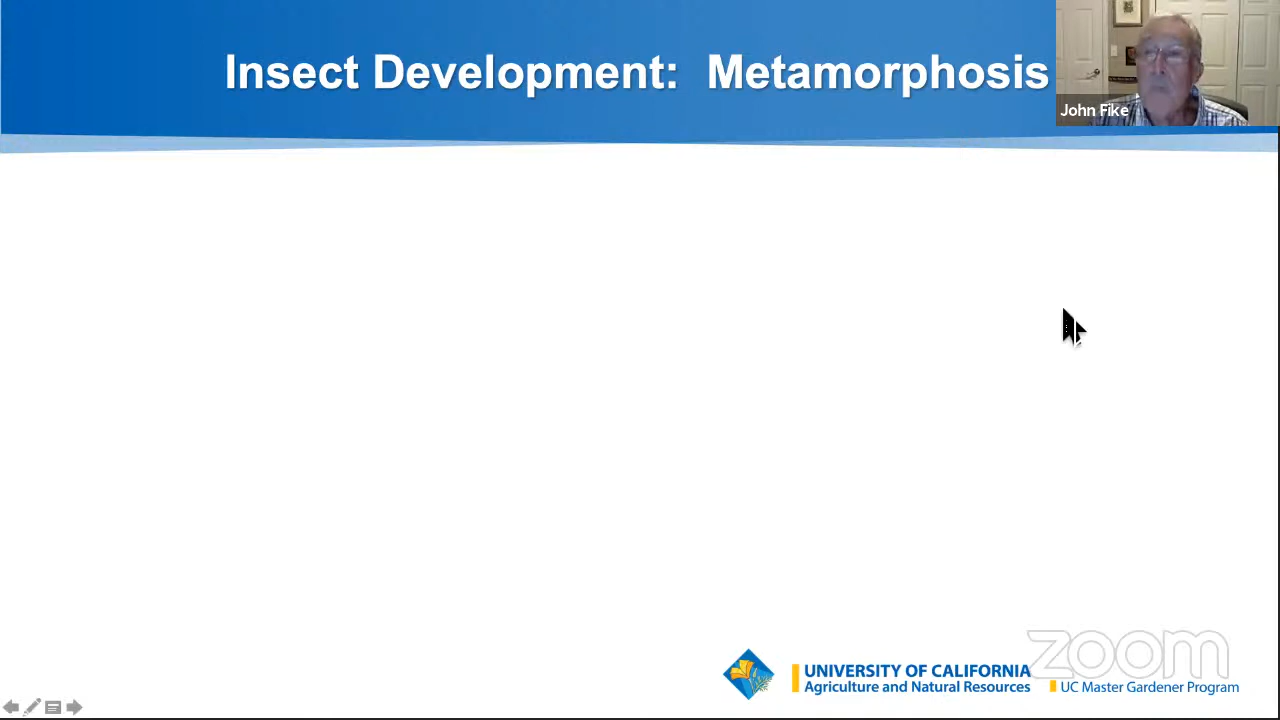 Insect Development: Metamorphosis
John Fike
zoom
UNIVERSITY OF CALIFORNIA
Agriculture and Natural Resources
UC Master Gardener Program